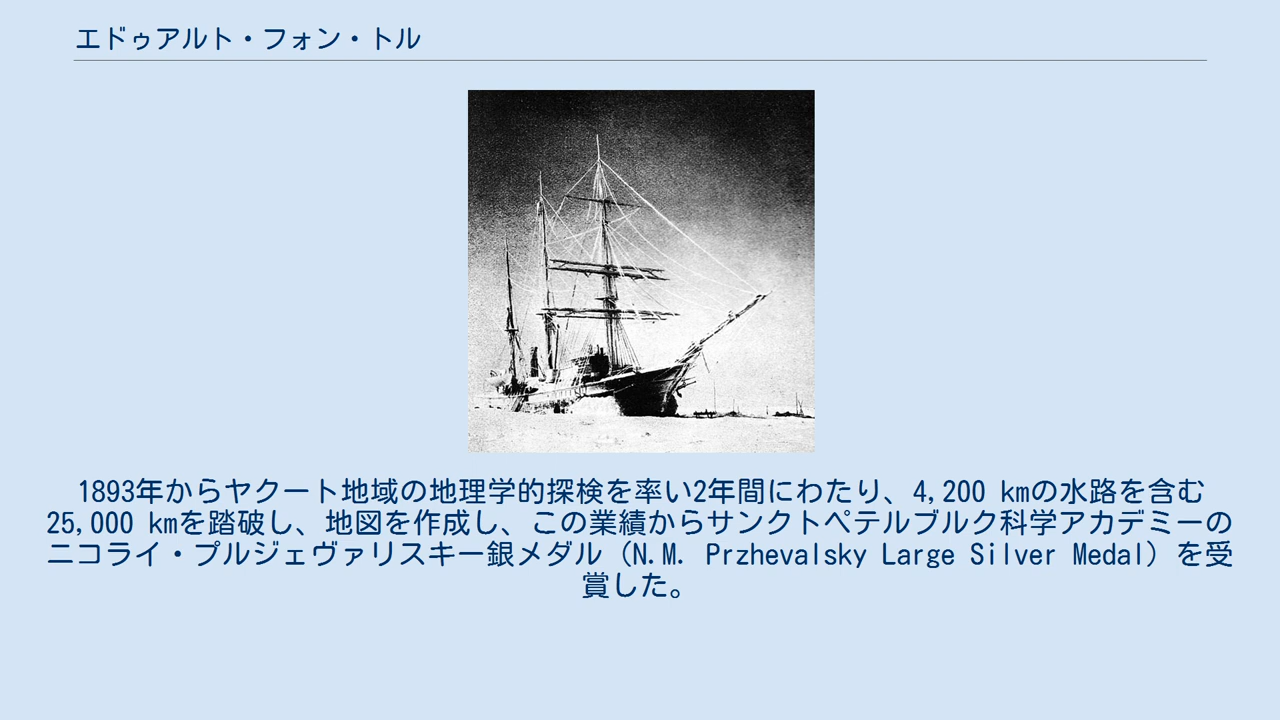 エドゥアルト・フォン・トル
1893年からヤクート地域の地理学的探検を率い2年間にわたり、4,200 kmの水路を含む
25,000 kmを踏破し、地図を作成し、この業績からサンクトペテルブルク科学アカデミーの
ニコライ・プルジェヴァリスキー銀メダル（N.M. Przhevalsky Large Silver Medal）を受
賞した。